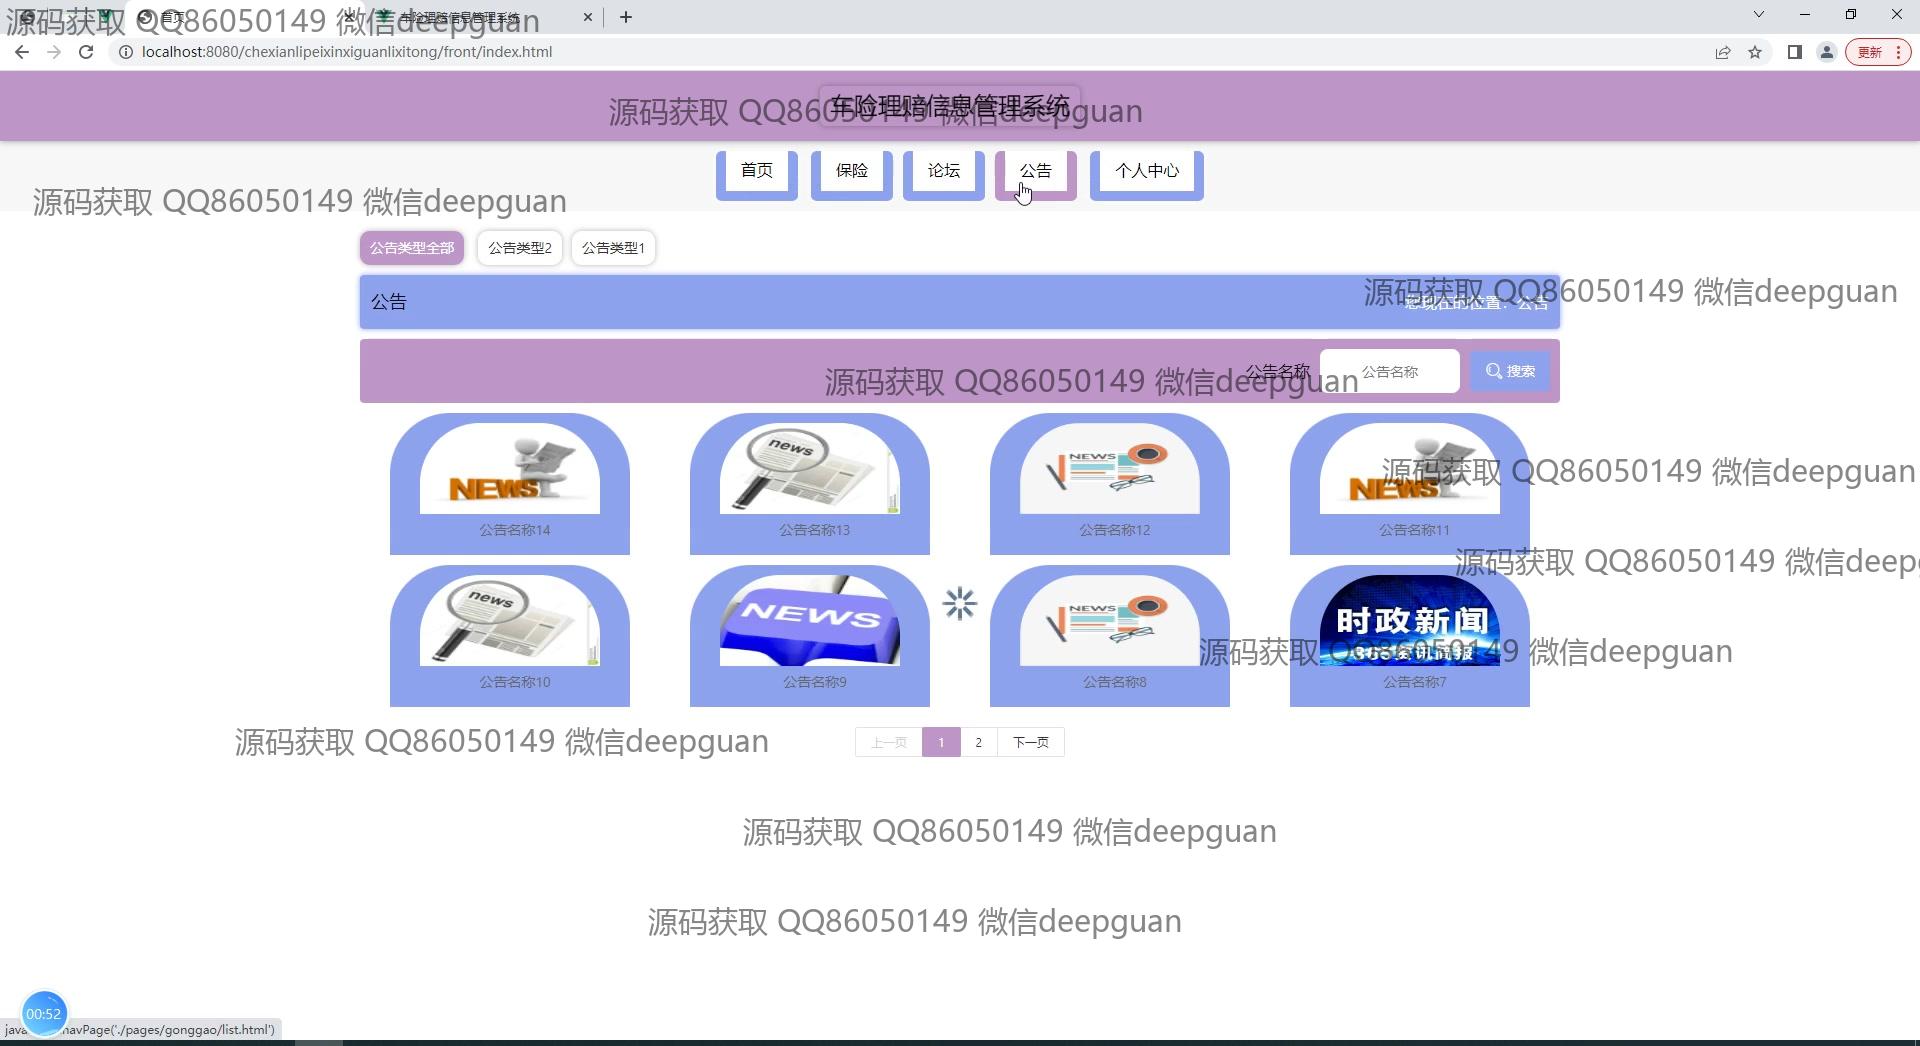 首页
车险理赔信息管理系统
源码获取 QQ86050149 微信deepguan
localhost:8080/chexianlipeixinxiguanlixitong/front/index.html
更新
车险理赔信息管理系统
源码获取 QQ86050149 微信deepguan
首页
保险
论坛
公告
个人中心
源码获取 QQ86050149 微信deepguan
公告类型全部
公告类型2
公告类型1
公告
您现在的位置：公告
源码获取 QQ86050149 微信deepguan
公告名称
公告名称
搜索
源码获取 QQ86050149 微信deepguan
NEWS
news
NEWS
NEWS
源码获取 QQ86050149 微信deepguan
公告名称14
公告名称13
公告名称12
公告名称11
源码获取 QQ86050149 微信deep
news
NEWS
NEWS
时政新闻
源码获取 QQ86050149 微信deepguan
公告名称10
公告名称9
公告名称8
公告名称7
源码获取 QQ86050149 微信deepguan
上一页
1
2
下一页
源码获取 QQ86050149 微信deepguan
源码获取 QQ86050149 微信deepguan
00:52
java
navPage('./pages/gonggao/list.html')